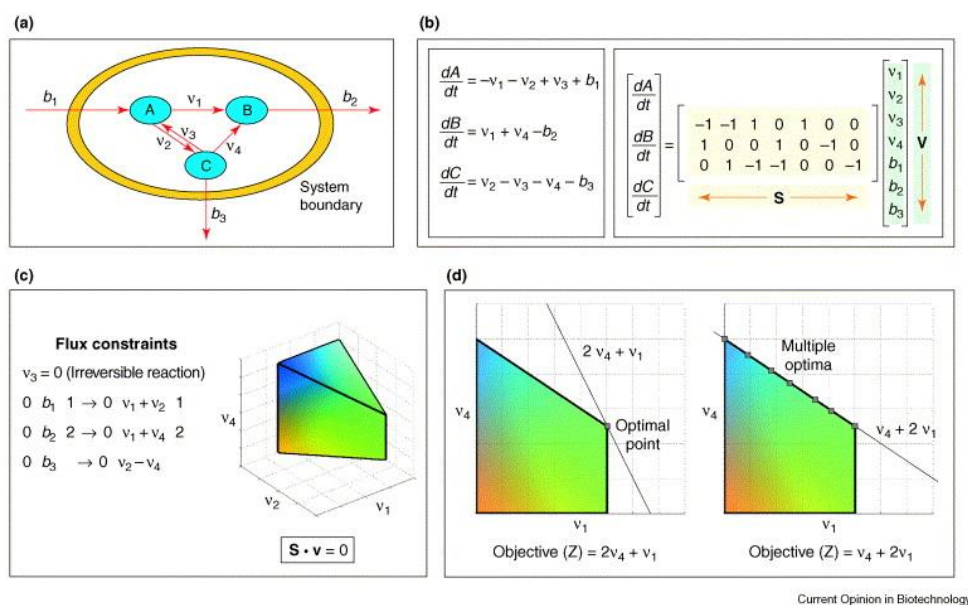 (a)
b1
A
v1
B
b2
v2
v3
v4
C
b3
System
boundary
(b)
dA/dt = –v1 – v2 + v3 + b1
dB/dt = v1 + v4 – b2
dC/dt = v2 – v3 – v4 – b3
dA
dt
dB
dt
dC
dt
=
–1 –1 1 0 1 0 0
1 0 0 1 0 –1 0
0 1 –1 –1 0 0 –1
S
v1
v2
v3
v4
b1
b2
b3
V
(c)
Flux constraints
v3 = 0 (Irreversible reaction)
0 b1 1 → 0 v1 + v2 1
0 b2 2 → 0 v1 + v4 2
0 b3 → 0 v2 – v4
v4
v2
v1
S • v = 0
(d)
v4
2 v4 + v1
Optimal
point
v1
Objective (Z) = 2v4 + v1
v4
Multiple
optima
v4 + 2 v1
v1
Objective (Z) = v4 + 2v1
Current Opinion in Biotechnology